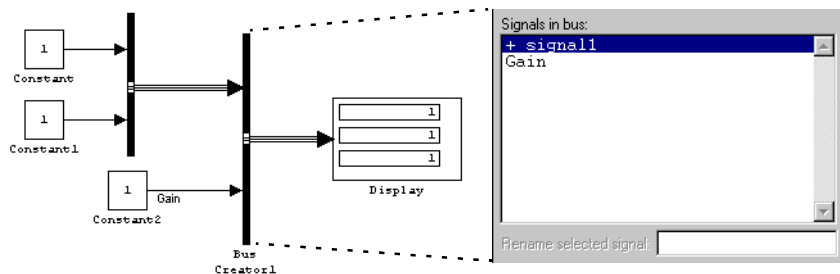 1
Constant
1
Constant1
1
Gain
Constant2
Bus
Creator1
1
1
1
Display
Signals in bus:
+ signal1
Gain
Rename selected signal: